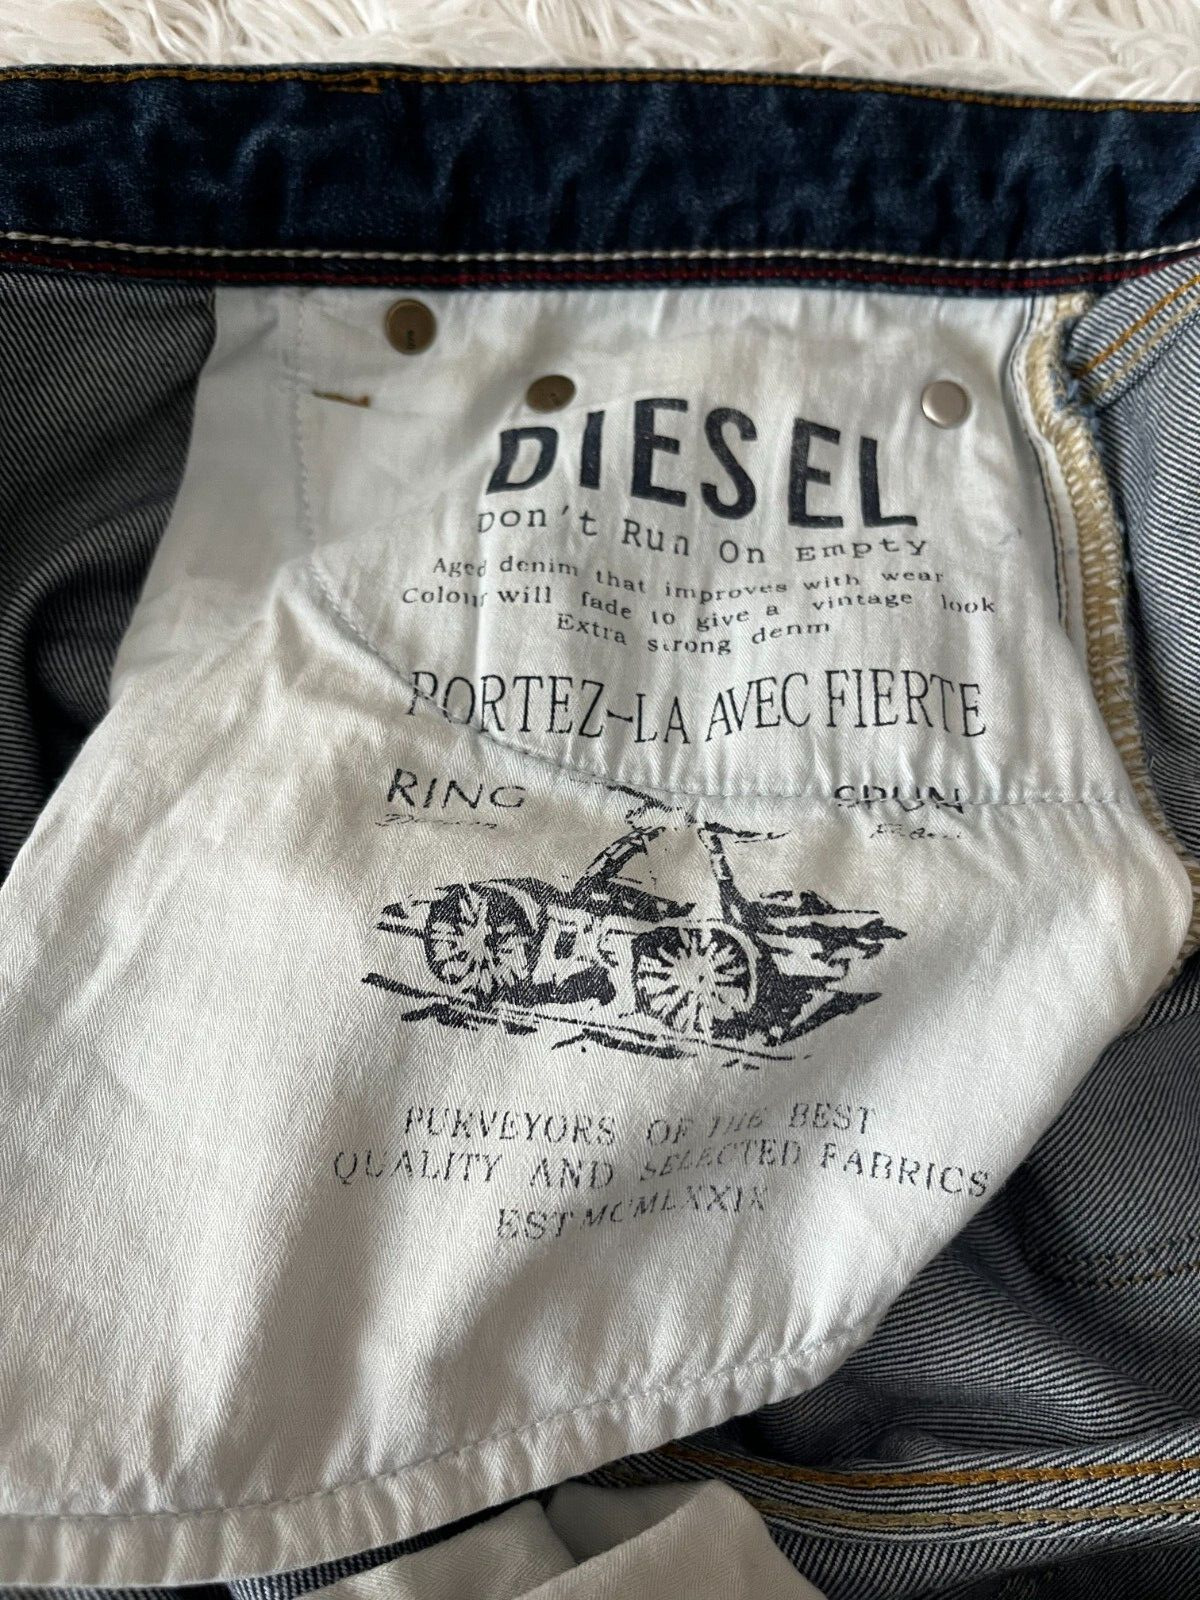 DIESEL
Don't Run On Empty
Aged denim that improves with wear
Colour will fade to give a vintage look
Extra strong denm
PORTEZ-LA AVEC FIERTE
RING SPUN
PURVEYORS OF THE BEST
QUALITY AND SELECTED FABRICS
EST MCMLXXIX